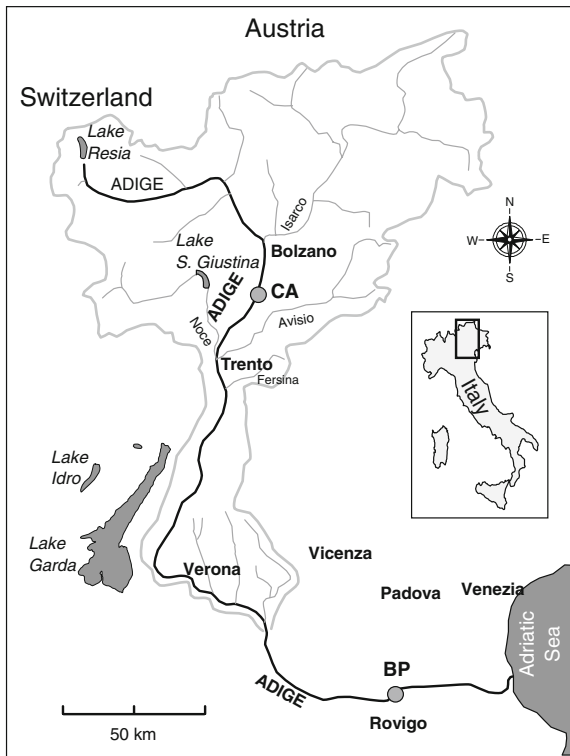 Austria
Switzerland
Lake
Resia
ADIGE
Isarco
Bolzano
Lake
S. Giustina
ADIGE
CA
Avisio
Noce
Trento
Fersina
N
W
E
S
Italy
Lake
Idro
Lake
Garda
Verona
Vicenza
Padova
Venezia
Adriatic
Sea
BP
ADIGE
Rovigo
50 km